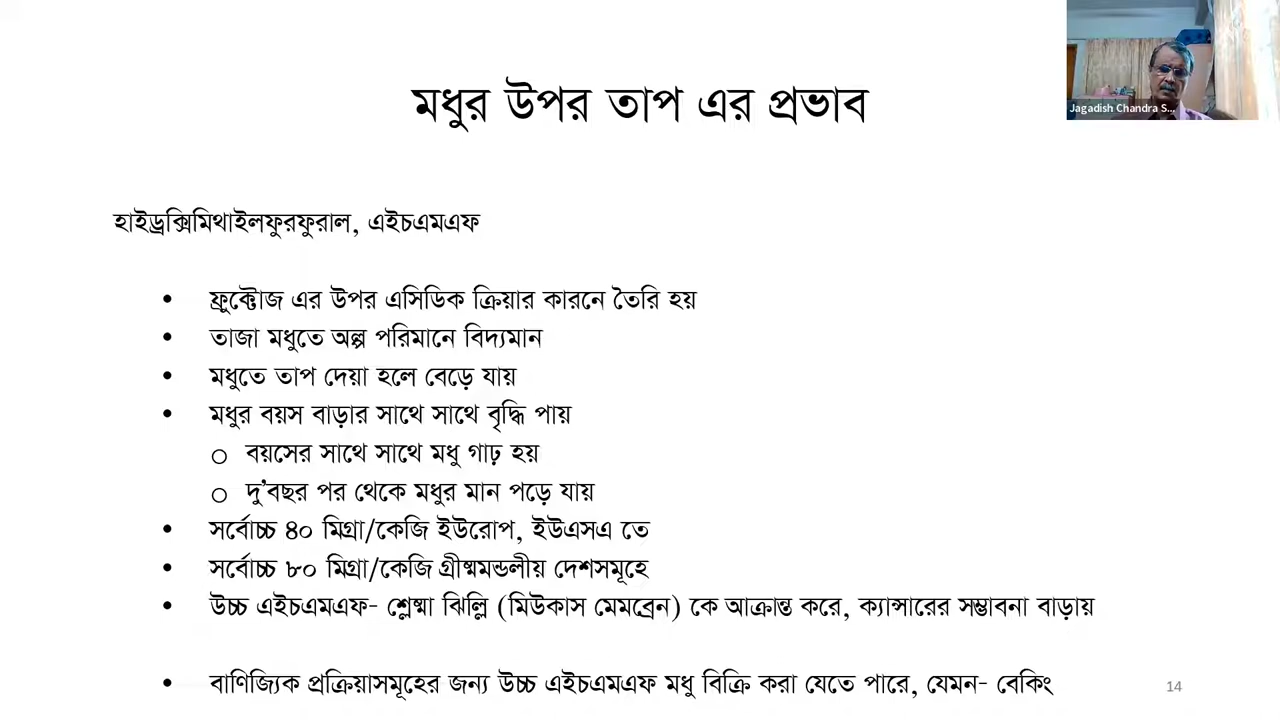 মধুর উপর তাপ এর প্রভাব
Jagadish Chandra S...
হাইড্রক্সিমিথাইলফুরফুরাল, এইচএমএফ
• ফ্রুক্টোজ এর উপর এসিডিক ক্রিয়ার কারনে তৈরি হয়
• তাজা মধুতে অল্প পরিমানে বিদ্যমান
• মধুতে তাপ দেয়া হলে বেড়ে যায়
• মধুর বয়স বাড়ার সাথে সাথে বৃদ্ধি পায়
o বয়সের সাথে সাথে মধু গাঢ় হয়
o দু’বছর পর থেকে মধুর মান পড়ে যায়
• সর্বোচ্চ ৪০ মিগ্রা/কেজি ইউরোপ, ইউএসএ তে
• সর্বোচ্চ ৮০ মিগ্রা/কেজি গ্রীষ্মমন্ডলীয় দেশসমূহে
• উচ্চ এইচএমএফ- শ্লেষ্মা ঝিল্লি (মিউকাস মেমব্রেন) কে আক্রান্ত করে, ক্যান্সারের সম্ভাবনা বাড়ায়
• বাণিজ্যিক প্রক্রিয়াসমূহের জন্য উচ্চ এইচএমএফ মধু বিক্রি করা যেতে পারে, যেমন- বেকিং
14